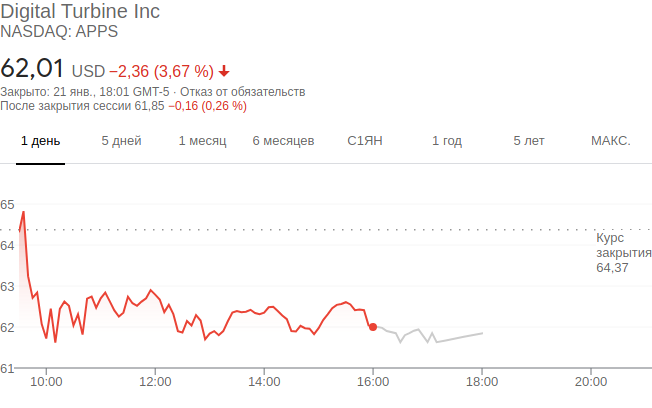 Digital Turbine Inc
NASDAQ: APPS
62,01 USD −2,36 (3,67 %)
Закрыто: 21 янв., 18:01 GMT-5 · Отказ от обязательств
После закрытия сессии 61,85 −0,16 (0,26 %)
1 день 5 дней 1 месяц 6 месяцев С1ЯН 1 год 5 лет МАКС.
65
64
63
62
61
Курс
закрытия
64,37
10:00 12:00 14:00 16:00 18:00 20:00